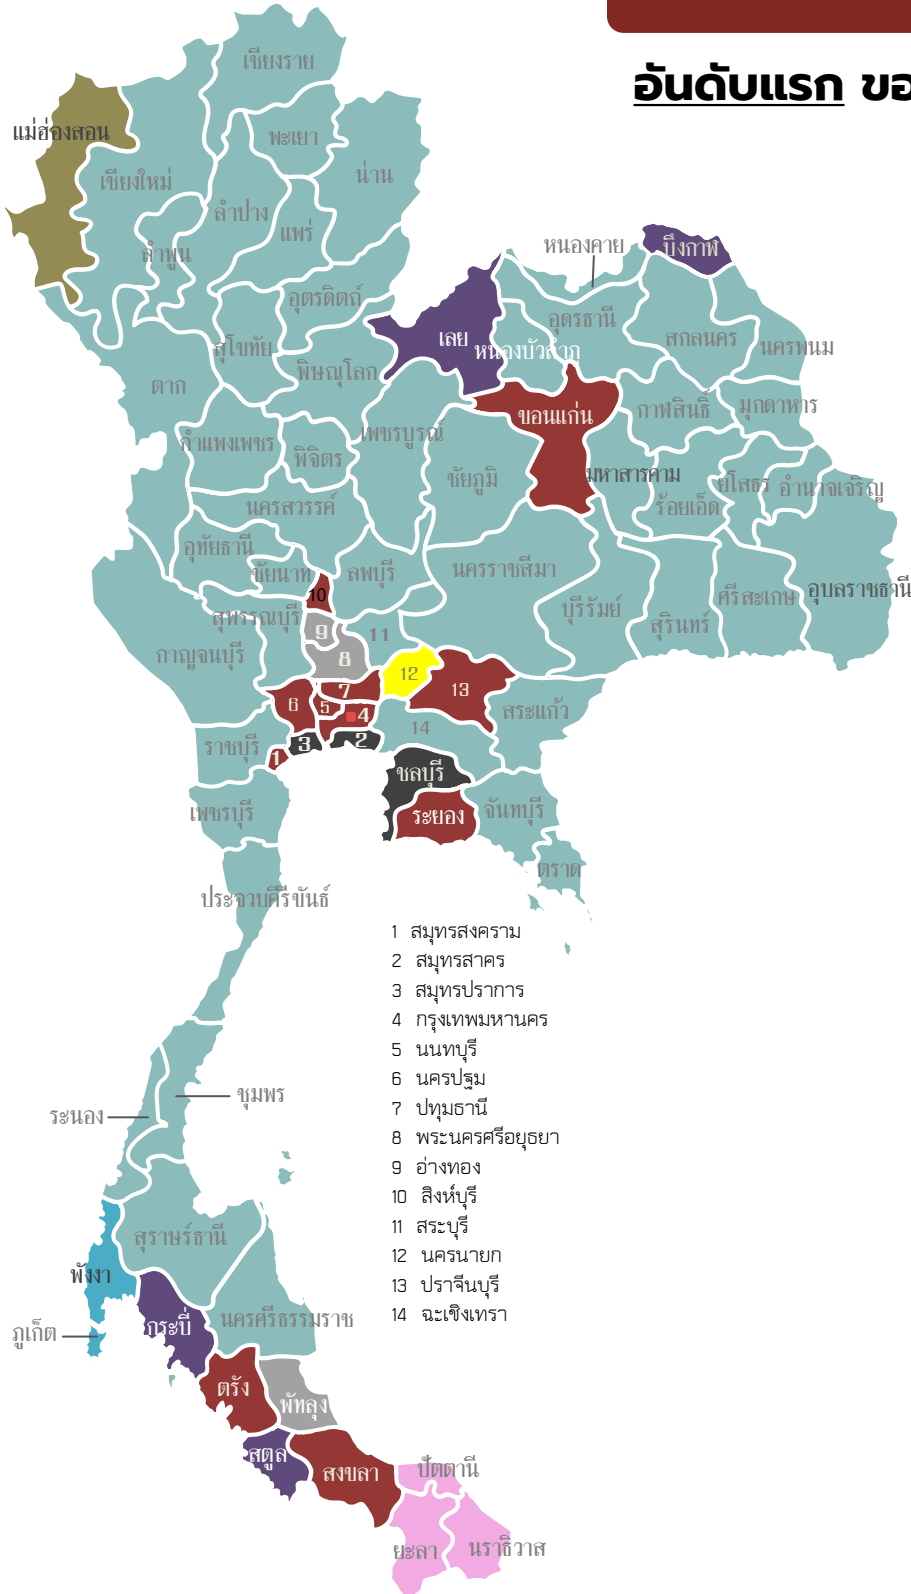 อันดับแรก ขอ
เชียงราย
แม่ฮ่องสอน
พะเยา
เชียงใหม่
น่าน
ลำปาง
แพร่
ลำพูน
หนองคาย
บึงกาฬ
อุตรดิตถ์
อุดรธานี
เลย
สุโขทัย
หนองบัวลำภู
สกลนคร
นครพนม
ตาก
พิษณุโลก
ขอนแก่น
กาฬสินธุ์
มุกดาหาร
กำแพงเพชร
พิจิตร
เพชรบูรณ์
ชัยภูมิ
มหาสารคาม
ยโสธร
อำนาจเจริญ
นครสวรรค์
ร้อยเอ็ด
อุทัยธานี
ชัยนาท
ลพบุรี
นครราชสีมา
10
บุรีรัมย์
ศรีสะเกษ
อุบลราชธานี
สุพรรณบุรี
สุรินทร์
9
11
กาญจนบุรี
8
12
7
13
6
5
4
สระแก้ว
14
ราชบุรี
3
2
1
ชลบุรี
เพชรบุรี
ระยอง
จันทบุรี
ตราด
ประจวบคีรีขันธ์
1 สมุทรสงคราม
2 สมุทรสาคร
3 สมุทรปราการ
4 กรุงเทพมหานคร
5 นนทบุรี
6 นครปฐม
7 ปทุมธานี
8 พระนครศรีอยุธยา
9 อ่างทอง
10 สิงห์บุรี
11 สระบุรี
12 นครนายก
13 ปราจีนบุรี
14 ฉะเชิงเทรา
ชุมพร
ระนอง
สุราษร์ธานี
พังงา
ภูเก็ต
กระบี่
นครศรีธรรมราช
ตรัง
พัทลุง
สตูล
สงขลา
ปัตตานี
ยะลา
นราธิวาส